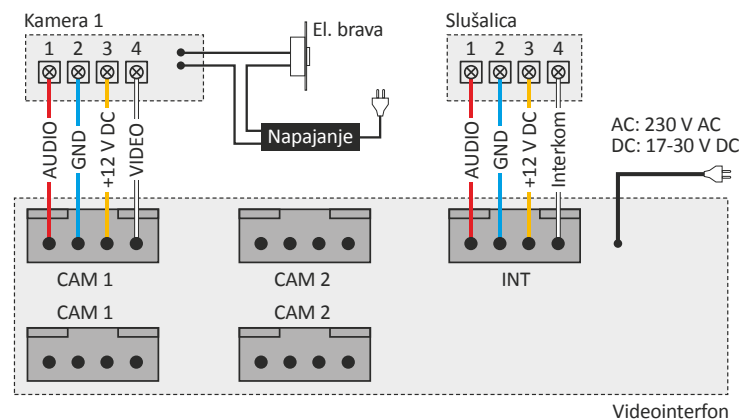 Kamera 1
1 2 3 4
AUDIO
GND
+12 V DC
VIDEO
El. brava
Napajanje
Slušalica
1 2 3 4
AUDIO
GND
+12 V DC
Interkom
AC: 230 V AC
DC: 17-30 V DC
CAM 1
CAM 2
INT
CAM 1
CAM 2
Videointerfon